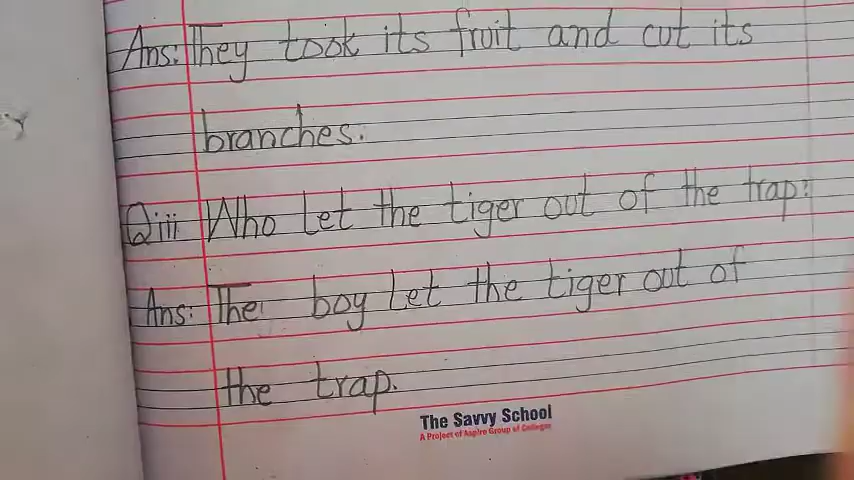 Ans: They took its fruit and cut its
branches.
Qiii Who let the tiger out of the trap?
Ans: The boy let the tiger out of
the trap.
The Savvy School
A Project of Aspire Group of Colleges